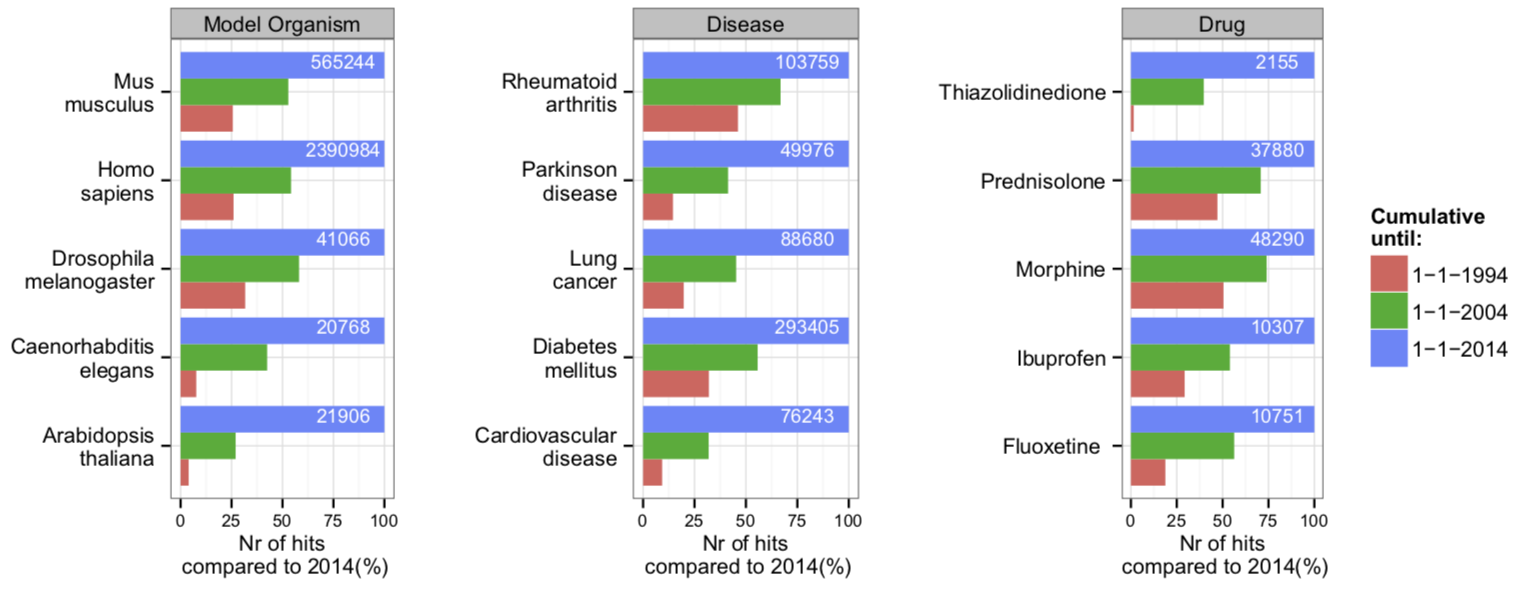 Model Organism
Mus
musculus
565244
Homo
sapiens
2390984
Drosophila
melanogaster
41066
Caenorhabditis
elegans
20768
Arabidopsis
thaliana
21906
0 25 50 75 100
Nr of hits
compared to 2014(%)
Disease
Rheumatoid
arthritis
103759
Parkinson
disease
49976
Lung
cancer
88680
Diabetes
mellitus
293405
Cardiovascular
disease
76243
0 25 50 75 100
Nr of hits
compared to 2014(%)
Drug
Thiazolidinedione
2155
Prednisolone
37880
Morphine
48290
Ibuprofen
10307
Fluoxetine
10751
0 25 50 75 100
Nr of hits
compared to 2014(%)
Cumulative
until:
1−1−1994
1−1−2004
1−1−2014